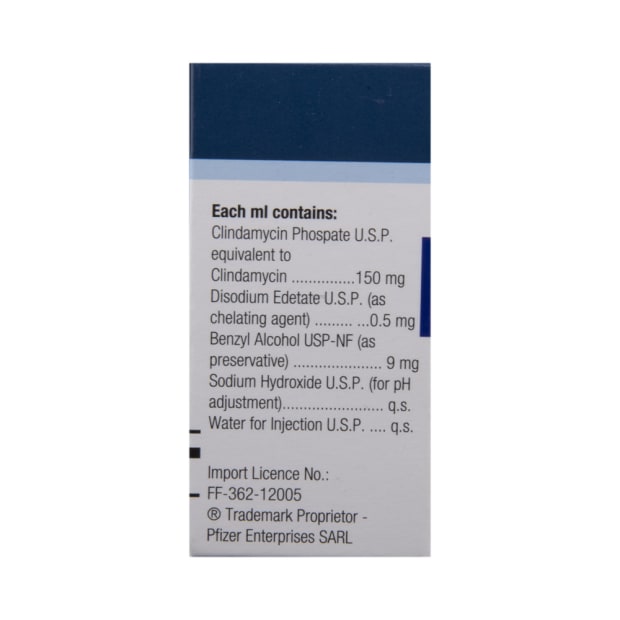 Each ml contains:
Clindamycin Phospate U.S.P.
equivalent to
Clindamycin ...............150 mg
Disodium Edetate U.S.P. (as
chelating agent) ......... ...0.5 mg
Benzyl Alcohol USP-NF (as
preservative) ..................... 9 mg
Sodium Hydroxide U.S.P. (for pH
adjustment)........................ q.s.
Water for Injection U.S.P. .... q.s.
Import Licence No.:
FF-362-12005
® Trademark Proprietor -
Pfizer Enterprises SARL